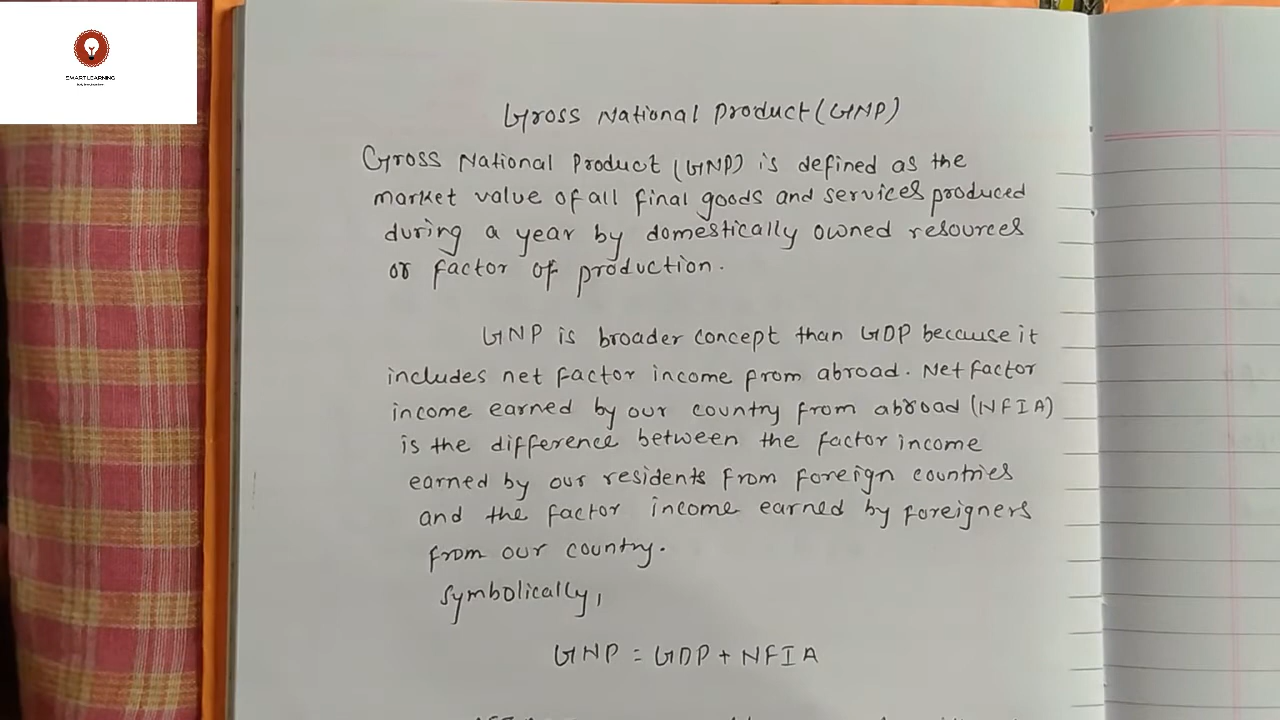 SMART LEARNING
Gross National Product (GNP)
Gross National Product (GNP) is defined as the
market value of all final goods and services produced
during a year by domestically owned resources
or factor of production.
GNP is broader concept than GDP because it
includes net factor income from abroad. Net factor
income earned by our country from abroad (NFIA)
is the difference between the factor income
earned by our residents from foreign countries
and the factor income earned by foreigners
from our country.
Symbolically,
GNP = GDP + NFIA